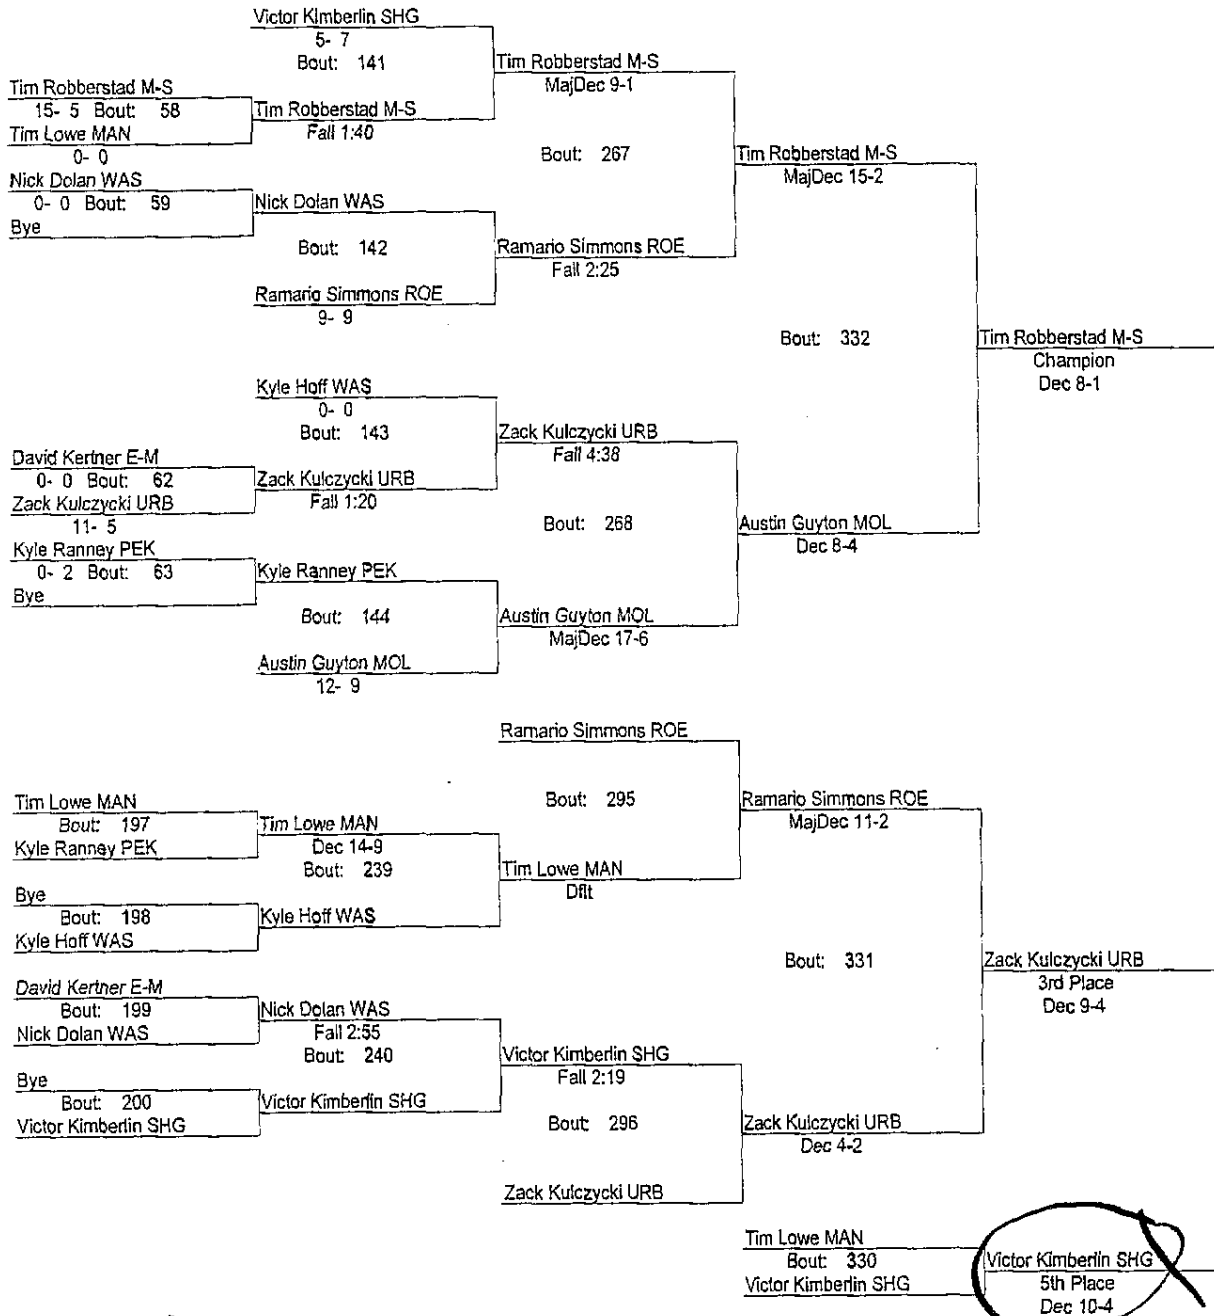 Victor Kimberlin SHG
5- 7
Bout: 141
Tim Robberstad M-S
MajDec 9-1
Tim Robberstad M-S
15- 5 Bout: 58
Tim Lowe MAN
0- 0
Tim Robberstad M-S
Fall 1:40
Bout: 267
Tim Robberstad M-S
MajDec 15-2
Nick Dolan WAS
0- 0 Bout: 59
Bye
Nick Dolan WAS
Bout: 142
Ramario Simmons ROE
Fall 2:25
Ramario Simmons ROE
9- 9
Bout: 332
Tim Robberstad M-S
Champion
Dec 8-1
Kyle Hoff WAS
0- 0
Bout: 143
Zack Kulczycki URB
Fall 4:38
David Kertner E-M
0- 0 Bout: 62
Zack Kulczycki URB
11- 5
Zack Kulczycki URB
Fall 1:20
Bout: 268
Austin Guyton MOL
Dec 8-4
Kyle Ranney PEK
0- 2 Bout: 63
Bye
Kyle Ranney PEK
Bout: 144
Austin Guyton MOL
MajDec 17-6
Austin Guyton MOL
12- 9
Ramario Simmons ROE
Bout: 295
Ramario Simmons ROE
MajDec 11-2
Tim Lowe MAN
Bout: 197
Kyle Ranney PEK
Tim Lowe MAN
Dec 14-9
Bout: 239
Tim Lowe MAN
Dflt
Bye
Bout: 198
Kyle Hoff WAS
Kyle Hoff WAS
Bout: 331
Zack Kulczycki URB
3rd Place
Dec 9-4
David Kertner E-M
Bout: 199
Nick Dolan WAS
Nick Dolan WAS
Fall 2:55
Bout: 240
Victor Kimberlin SHG
Fall 2:19
Bye
Bout: 200
Victor Kimberlin SHG
Victor Kimberlin SHG
Bout: 296
Zack Kulczycki URB
Dec 4-2
Zack Kulczycki URB
Tim Lowe MAN
Bout: 330
Victor Kimberlin SHG
Victor Kimberlin SHG
5th Place
Dec 10-4